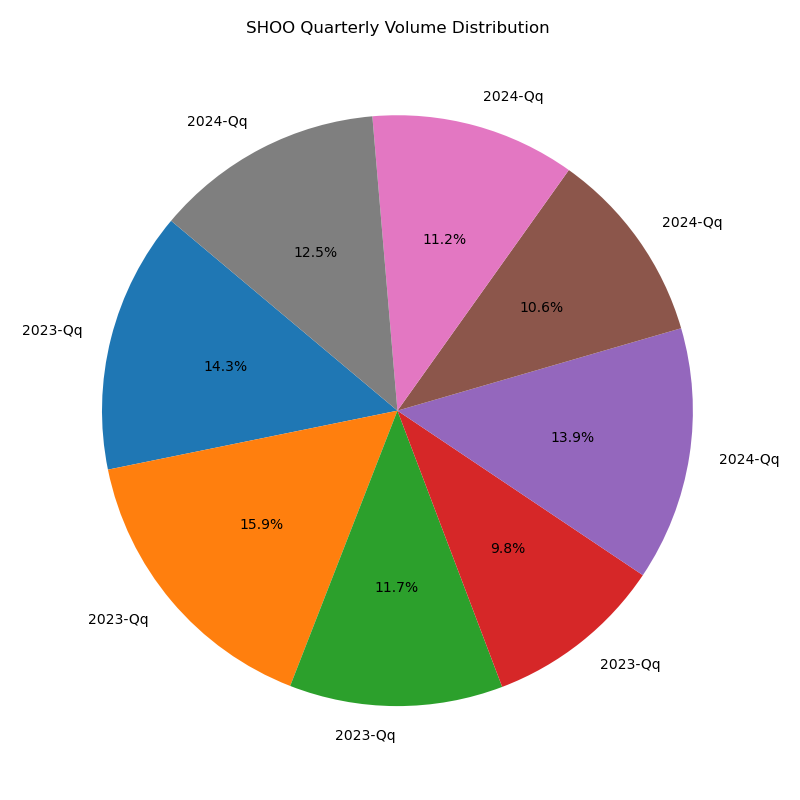 SHOO Quarterly Volume Distribution
2024-Qq
2024-Qq
2024-Qq
11.2%
12.5%
10.6%
2023-Qq
14.3%
13.9%
2024-Qq
15.9%
9.8%
11.7%
2023-Qq
2023-Qq
2023-Qq